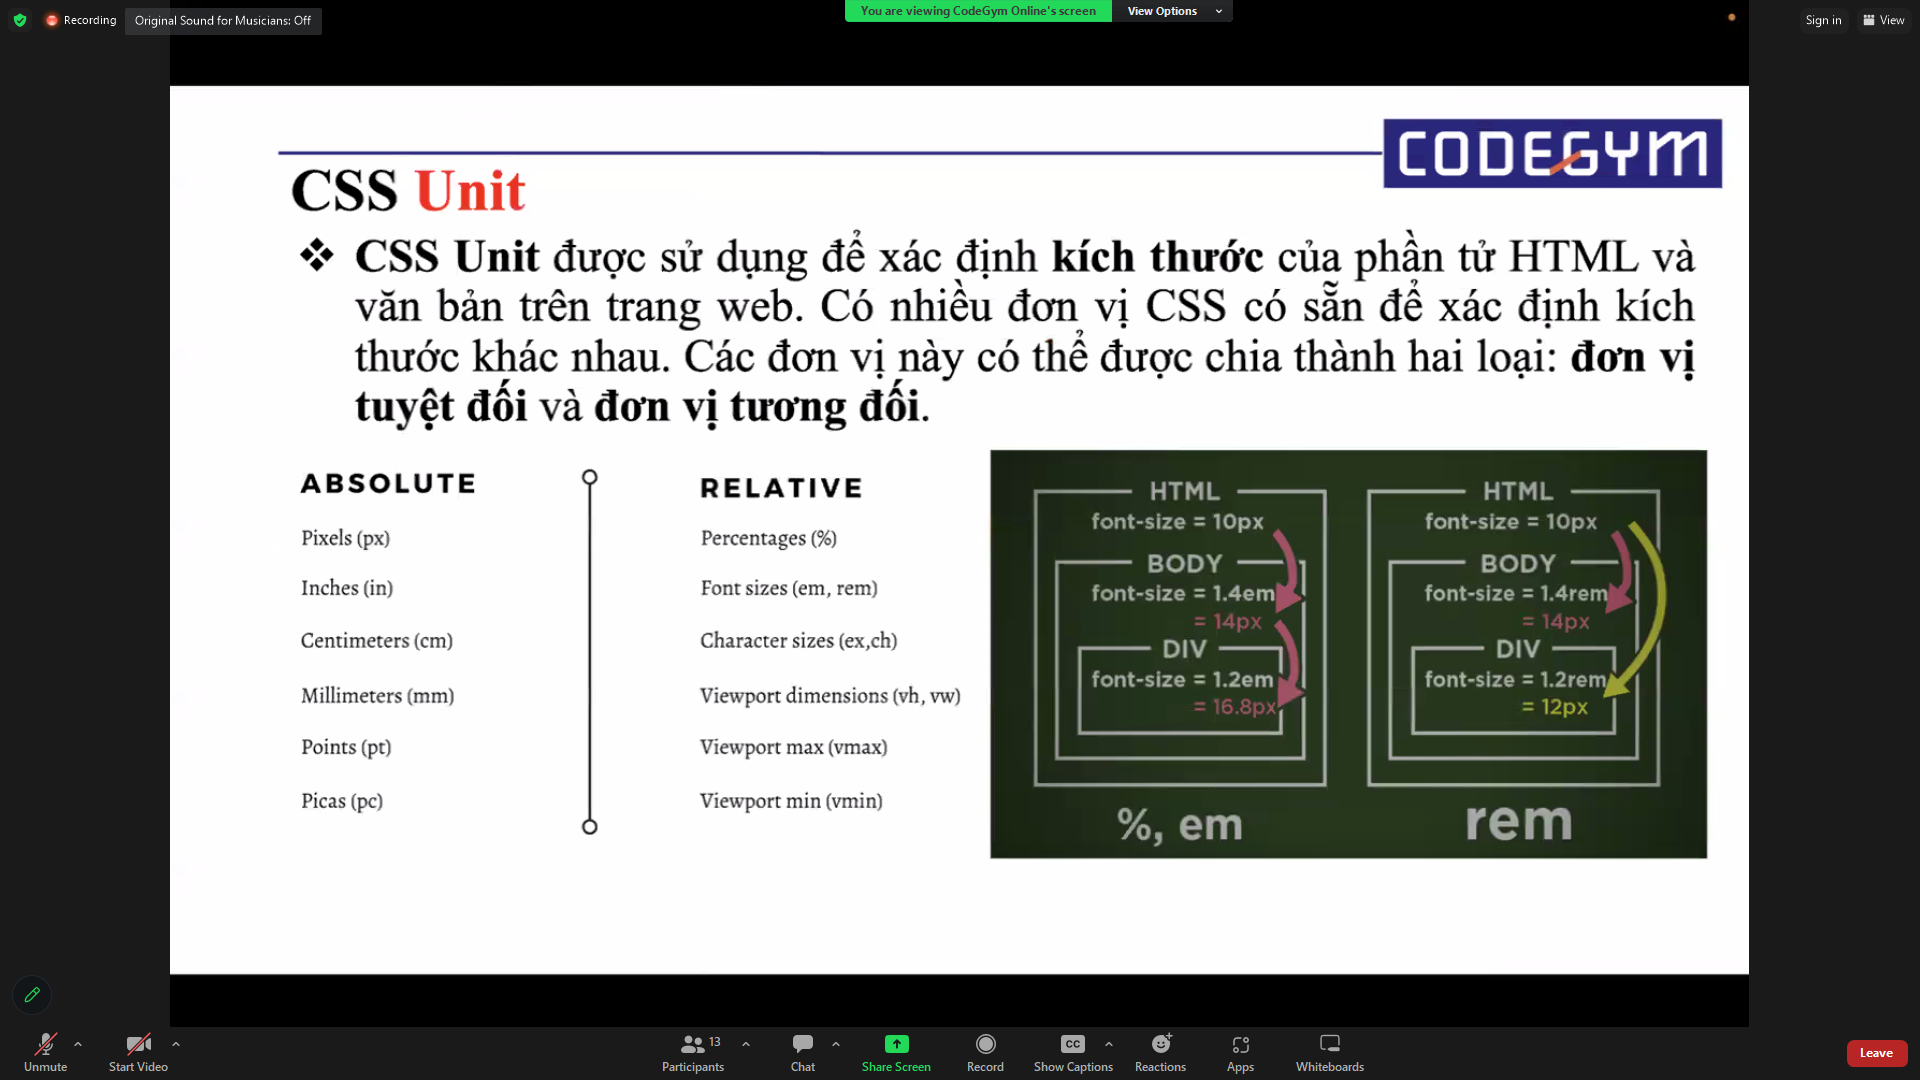 Recording
Original Sound for Musicians: Off
You are viewing CodeGym Online's screen
View Options
Sign in
View
CODEGYM
CSS Unit
❖ CSS Unit được sử dụng để xác định kích thước của phần tử HTML và
văn bản trên trang web. Có nhiều đơn vị CSS có sẵn để xác định kích
thước khác nhau. Các đơn vị này có thể được chia thành hai loại: đơn vị
tuyệt đối và đơn vị tương đối.
ABSOLUTE
Pixels (px)
Inches (in)
Centimeters (cm)
Millimeters (mm)
Points (pt)
Picas (pc)
RELATIVE
Percentages (%)
Font sizes (em, rem)
Character sizes (ex,ch)
Viewport dimensions (vh, vw)
Viewport max (vmax)
Viewport min (vmin)
HTML
font-size = 10px
BODY
font-size = 1.4em
= 14px
DIV
font-size = 1.2em
= 16.8px
%, em
HTML
font-size = 10px
BODY
font-size = 1.4rem
= 14px
DIV
font-size = 1.2rem
= 12px
rem
Unmute
Start Video
13
Participants
Chat
Share Screen
Record
CC
Show Captions
Reactions
Apps
Whiteboards
Leave